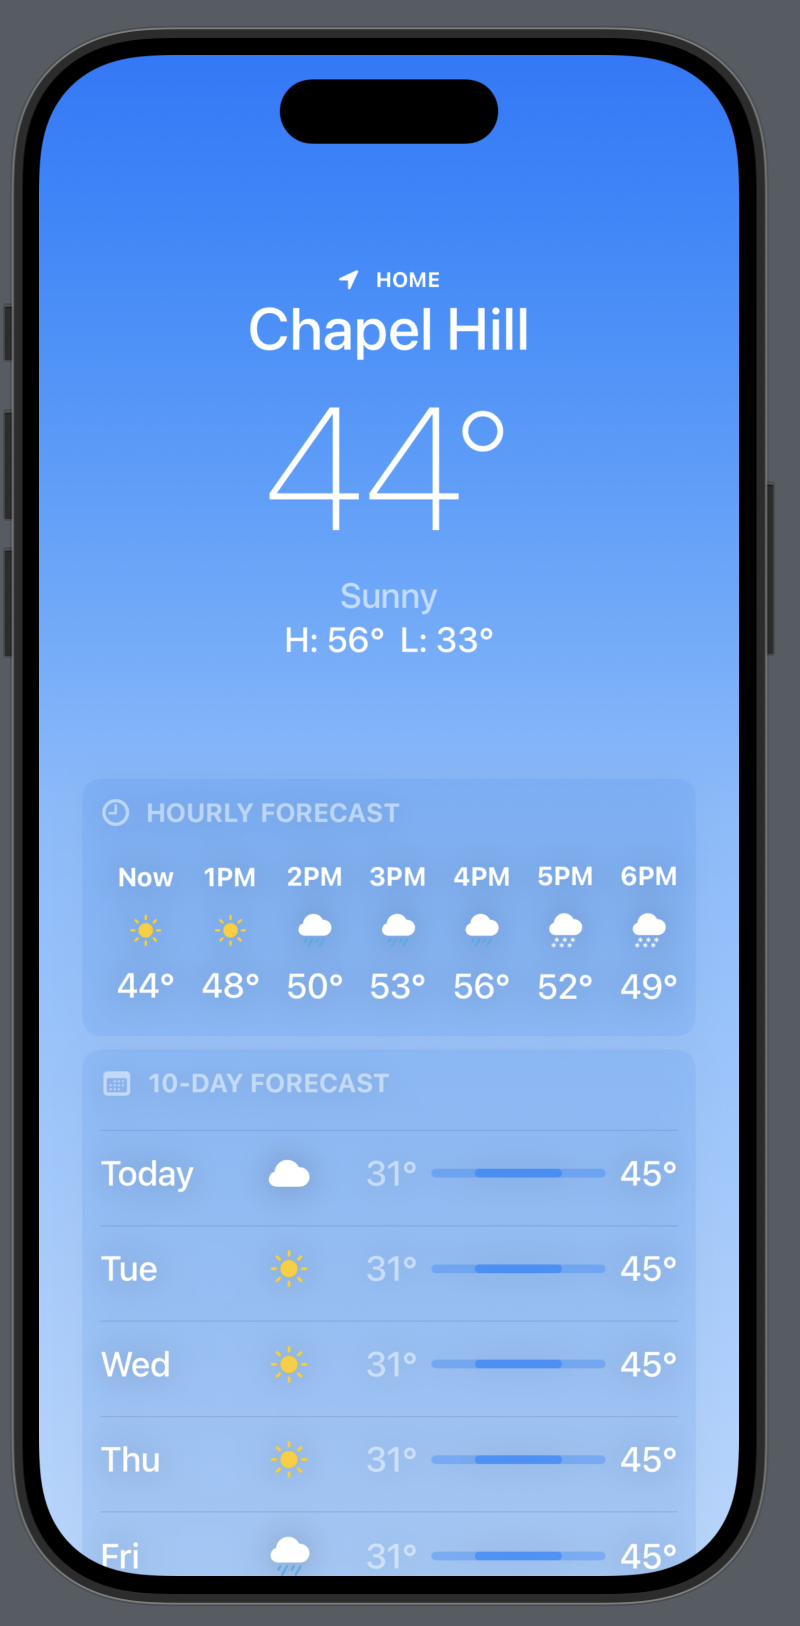 HOME
Chapel Hill
44°
Sunny
H: 56° L: 33°
HOURLY FORECAST
Now 1PM 2PM 3PM 4PM 5PM 6PM
44° 48° 50° 53° 56° 52° 49°
10-DAY FORECAST
Today 31° 45°
Tue 31° 45°
Wed 31° 45°
Thu 31° 45°
Fri 31° 45°